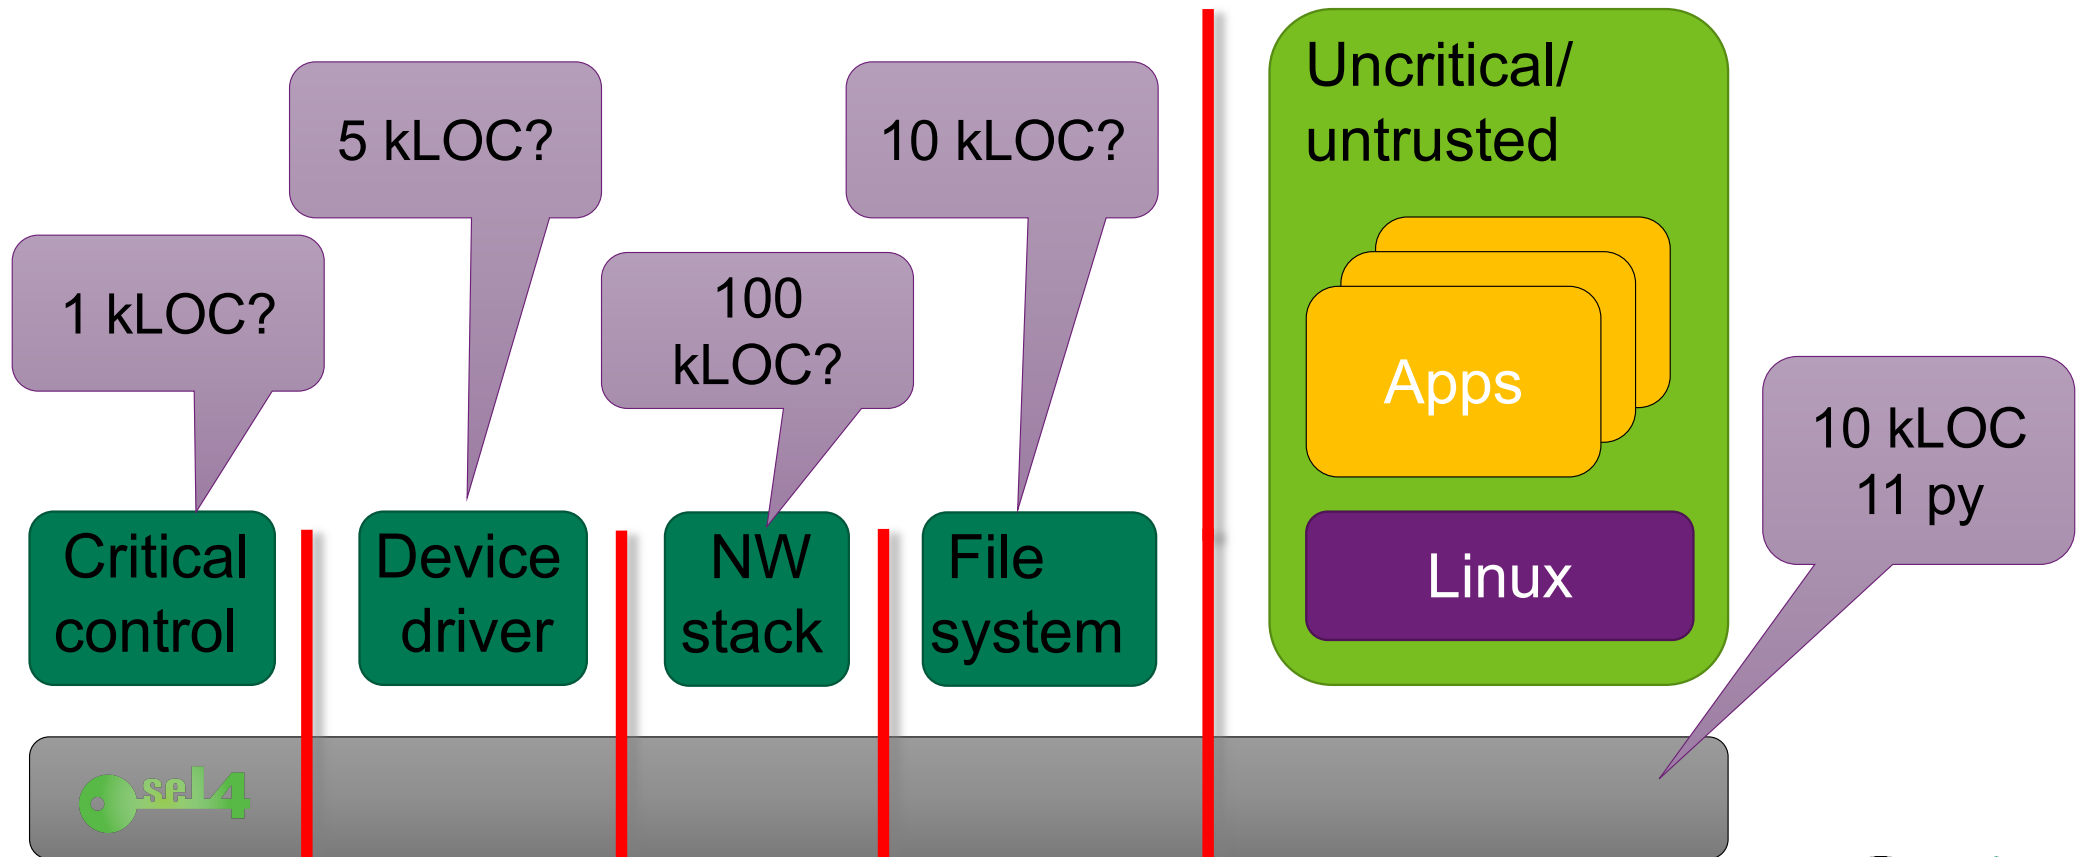 Uncritical/
untrusted
5 kLOC?
10 kLOC?
1 kLOC?
100
kLOC?
Apps
10 kLOC
11 py
Critical
control
Device
driver
NW
stack
File
system
Linux
seL4